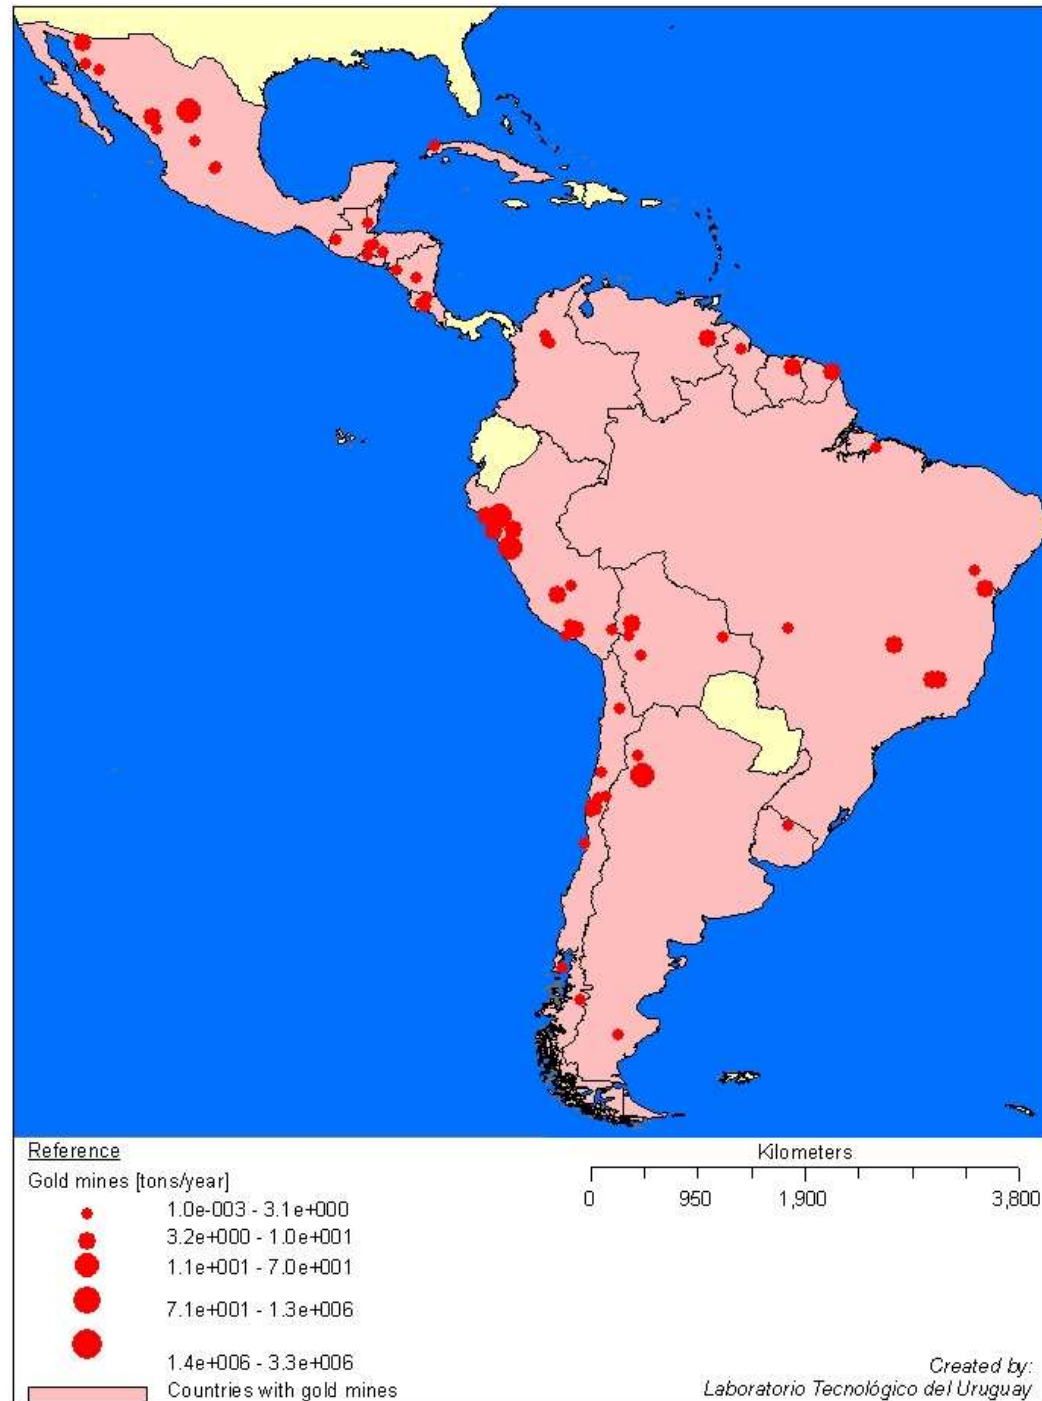 Reference
Gold mines [tons/year]
1.0e-003 - 3.1e+000
3.2e+000 - 1.0e+001
1.1e+001 - 7.0e+001
7.1e+001 - 1.3e+006
1.4e+006 - 3.3e+006
Countries with gold mines
Kilometers
0 950 1,900 3,800
Created by:
Laboratorio Tecnológico del Uruguay